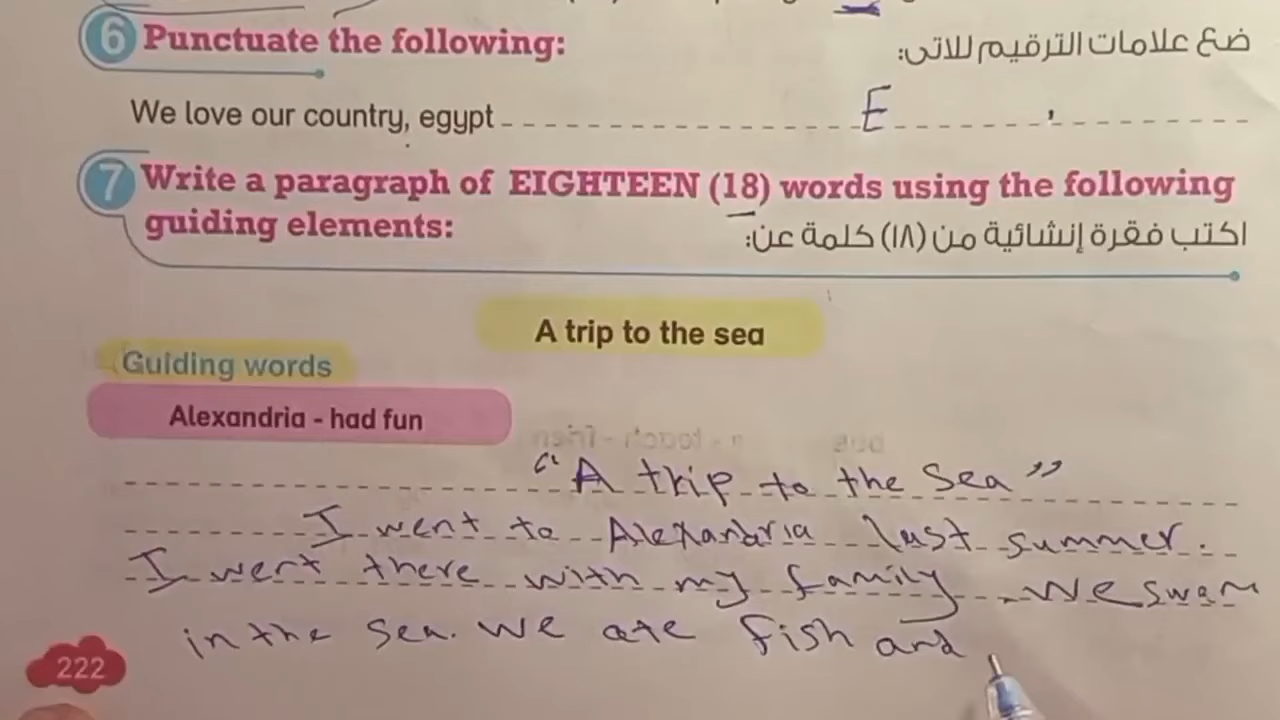 6 Punctuate the following: ضع علامات الترقيم للاتى:
We love our country, egypt E ,
7 Write a paragraph of EIGHTEEN (18) words using the following
guiding elements: اكتب فقرة إنشائية من (١٨) كلمة عن:
A trip to the sea
Guiding words
Alexandria - had fun
"A trip to the Sea"
I went to Alexandria last summer.
I went there with my family. We swam
in the sea. We ate fish and
222